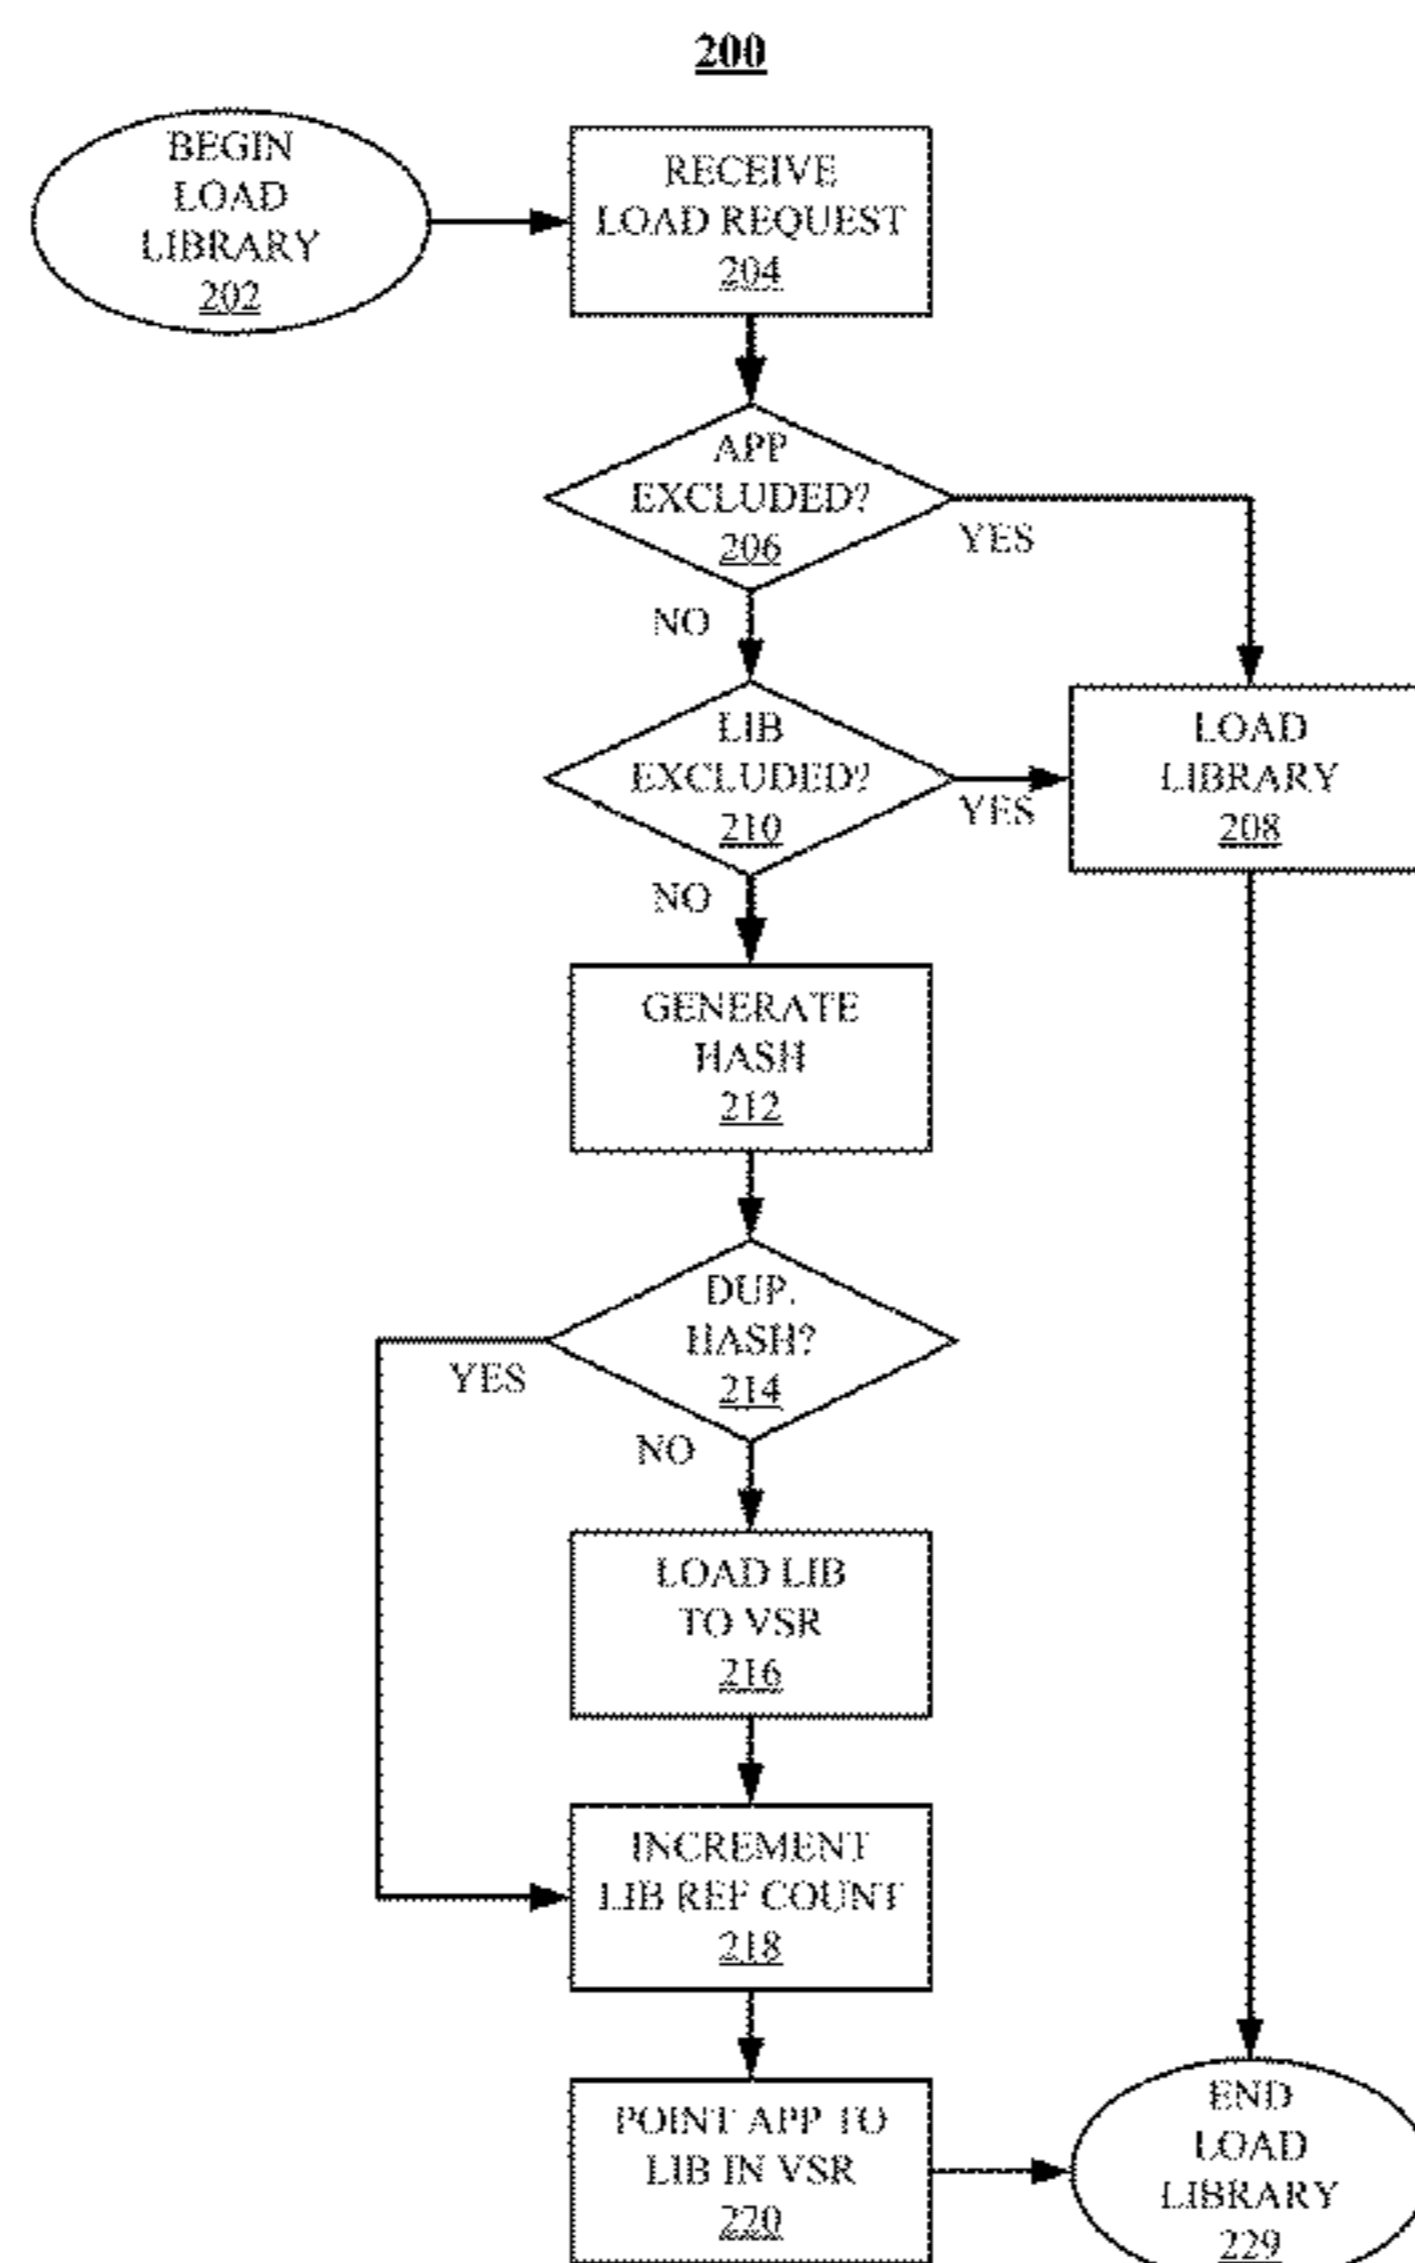 200
BEGIN
LOAD
LIBRARY
202
RECEIVE
LOAD REQUEST
204
APP
EXCLUDED?
206
YES
NO
LIB
EXCLUDED?
210
YES
NO
LOAD
LIBRARY
208
GENERATE
HASH
212
DUP.
HASH?
214
YES
NO
LOAD LIB
TO VSR
216
INCREMENT
LIB REF COUNT
218
POINT APP TO
LIB IN VSR
220
END
LOAD
LIBRARY
229